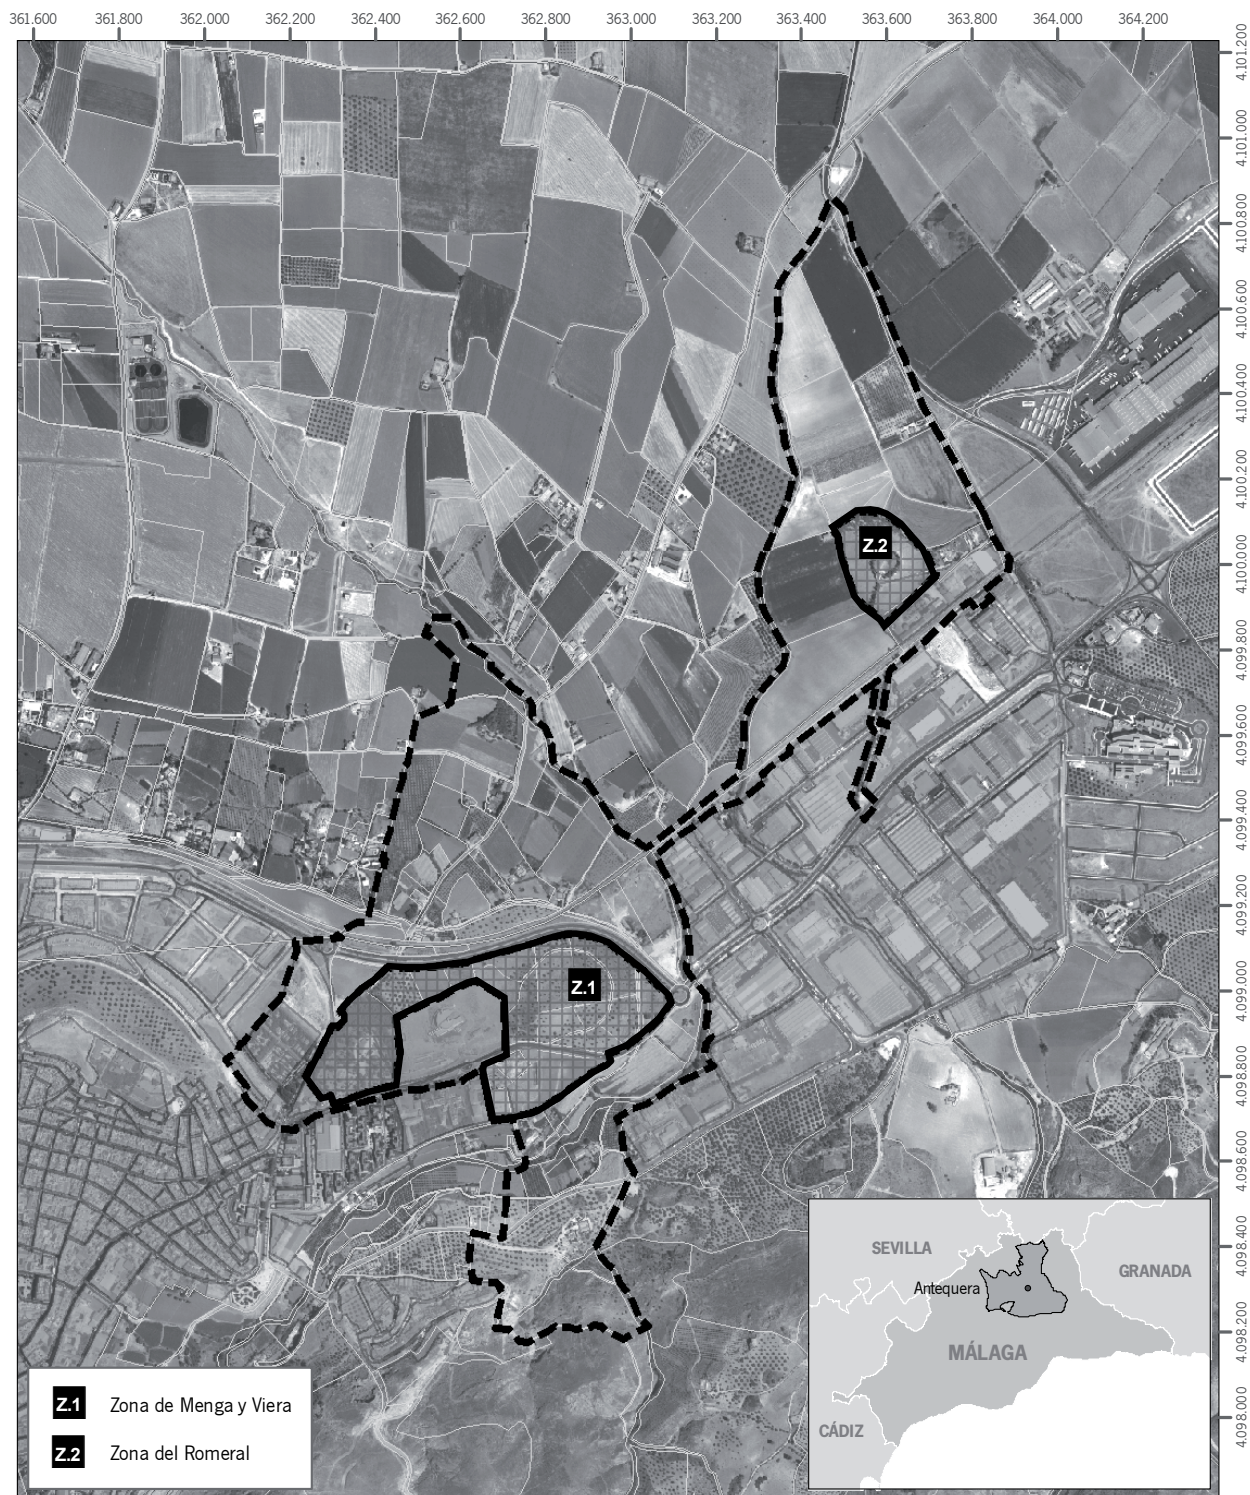 361.600 361.800 362.000 362.200 362.400 362.600 362.800 363.000 363.200 363.400 363.600 363.800 364.000 364.200
4.101.200
4.101.000
4.100.800
4.100.600
4.100.400
4.100.200
4.100.000
4.099.800
4.099.600
4.099.400
4.099.200
4.099.000
4.098.800
4.098.600
4.098.400
4.098.200
4.098.000
Z.2
Z.1
SEVILLA
GRANADA
Antequera
MÁLAGA
CÁDIZ
Z.1 Zona de Menga y Viera
Z.2 Zona del Romeral